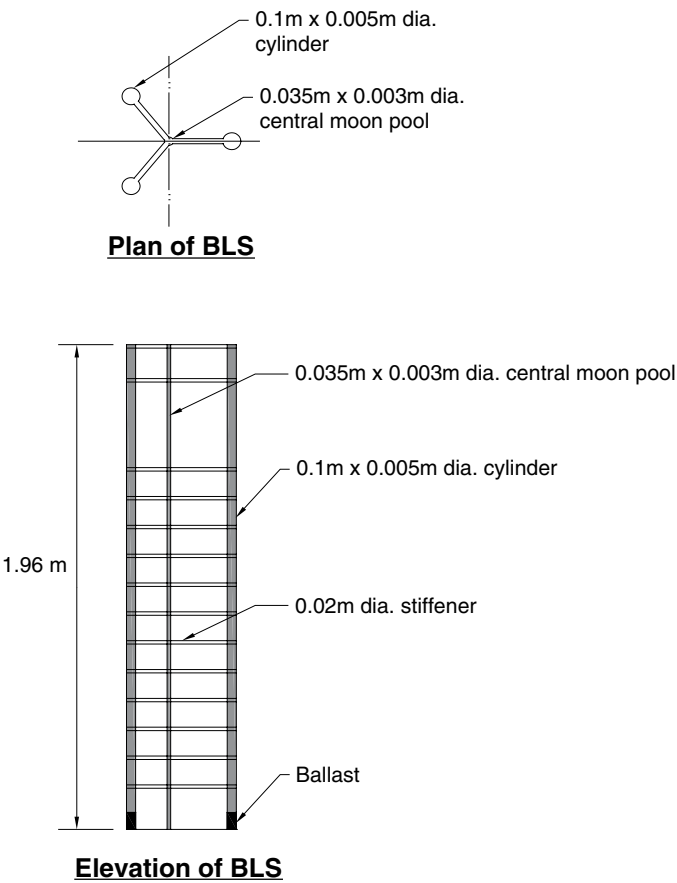 0.1m x 0.005m dia.
cylinder
0.035m x 0.003m dia.
central moon pool
Plan of BLS
0.035m x 0.003m dia. central moon pool
0.1m x 0.005m dia. cylinder
1.96 m
0.02m dia. stiffener
Ballast
Elevation of BLS